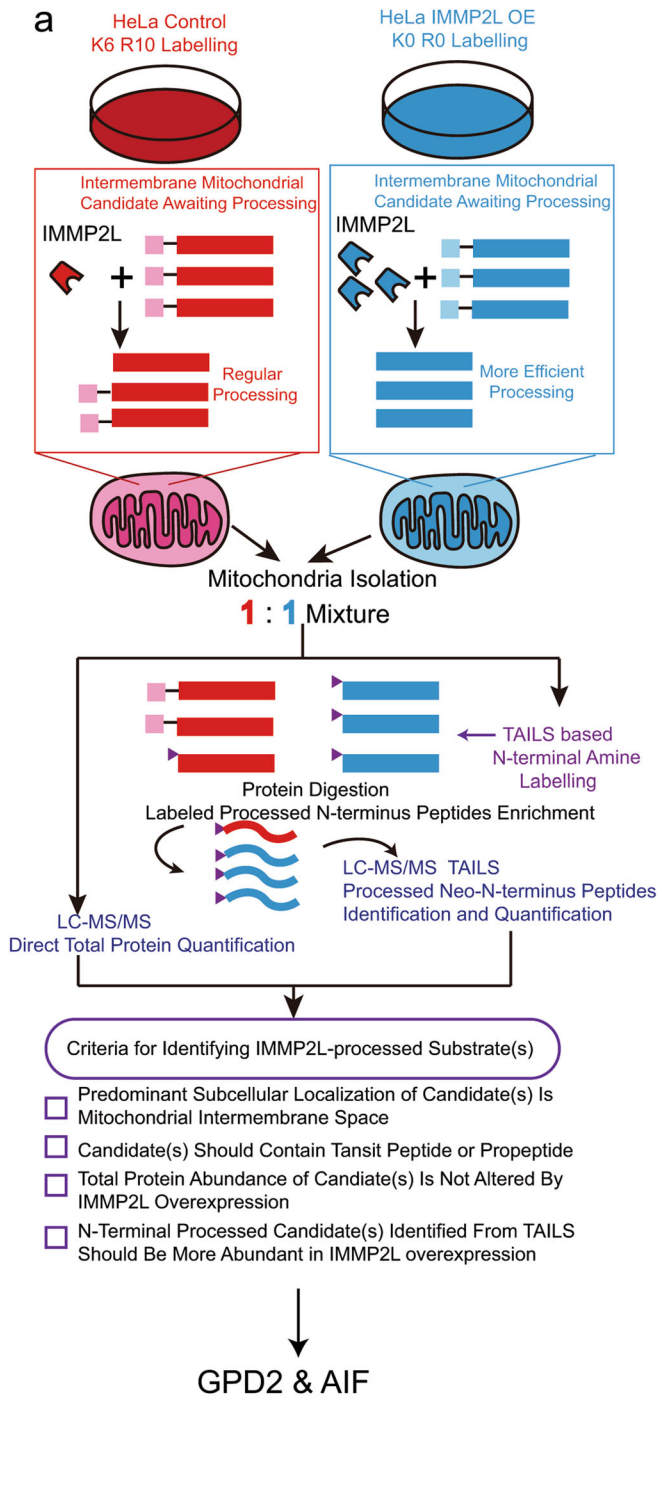 a
HeLa Control
K6 R10 Labelling
HeLa IMMP2L OE
K0 R0 Labelling
Intermembrane Mitochondrial
Candidate Awaiting Processing
IMMP2L
+
Regular
Processing
Intermembrane Mitochondrial
Candidate Awaiting Processing
IMMP2L
+
More Efficient
Processing
Mitochondria Isolation
1 : 1 Mixture
TAILS based
N-terminal Amine
Labelling
Protein Digestion
Labeled Processed N-terminus Peptides Enrichment
LC-MS/MS TAILS
Processed Neo-N-terminus Peptides
Identification and Quantification
LC-MS/MS
Direct Total Protein Quantification
Criteria for Identifying IMMP2L-processed Substrate(s)
Predominant Subcellular Localization of Candidate(s) Is
Mitochondrial Intermembrane Space
Candidate(s) Should Contain Tansit Peptide or Propeptide
Total Protein Abundance of Candiate(s) Is Not Altered By
IMMP2L Overexpression
N-Terminal Processed Candidate(s) Identified From TAILS
Should Be More Abundant in IMMP2L overexpression
GPD2 & AIF